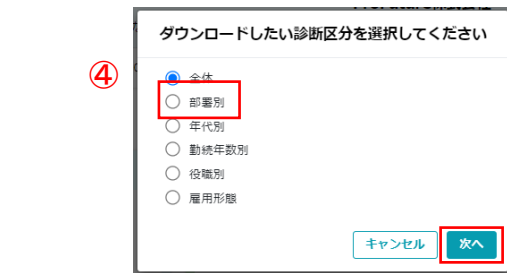 ダウンロードしたい診断区分を選択してください
④
全体
部署別
年代別
勤続年数別
役職別
雇用形態
キャンセル
次へ